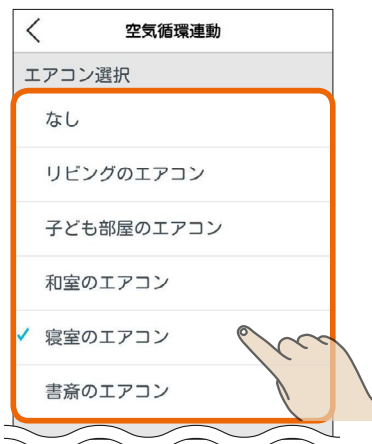 空気循環連動
エアコン選択
なし
リビングのエアコン
子ども部屋のエアコン
和室のエアコン
寝室のエアコン
書斎のエアコン